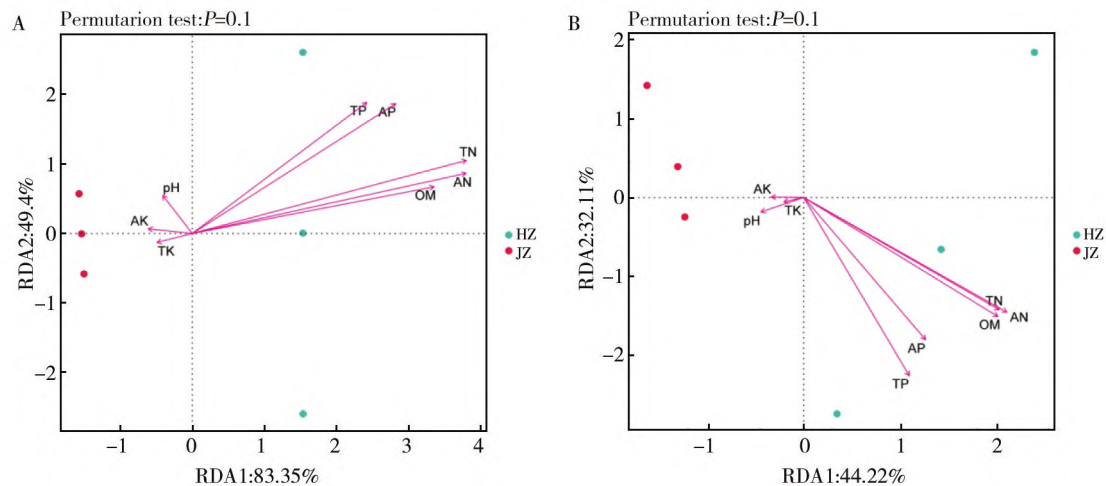 A
Permutarion test:P=0.1
RDA2:49.4%
2
1
0
−1
−2
TP
AP
TN
AN
OM
pH
AK
TK
−1
0
1
2
3
4
RDA1:83.35%
HZ
JZ
B
Permutarion test:P=0.1
RDA2:32.11%
2
1
0
−1
−2
AK
TK
pH
TN
AN
OM
AP
TP
−1
0
1
2
RDA1:44.22%
HZ
JZ